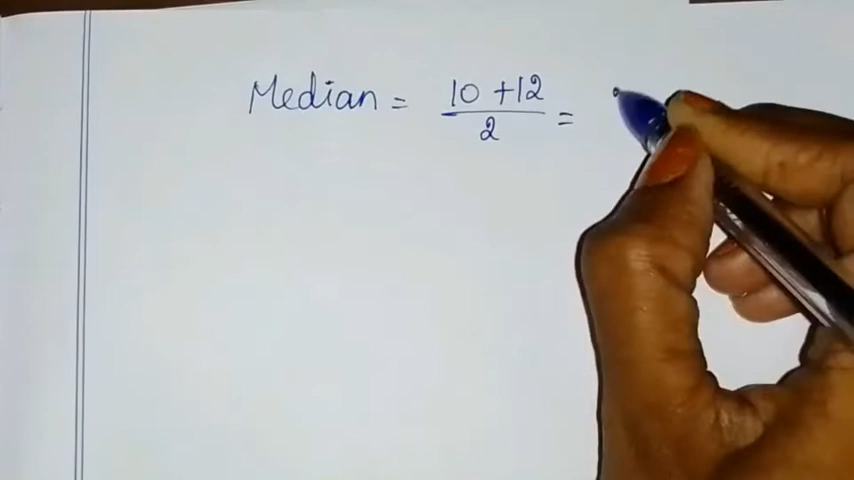 Median = 10 + 12 / 2 =